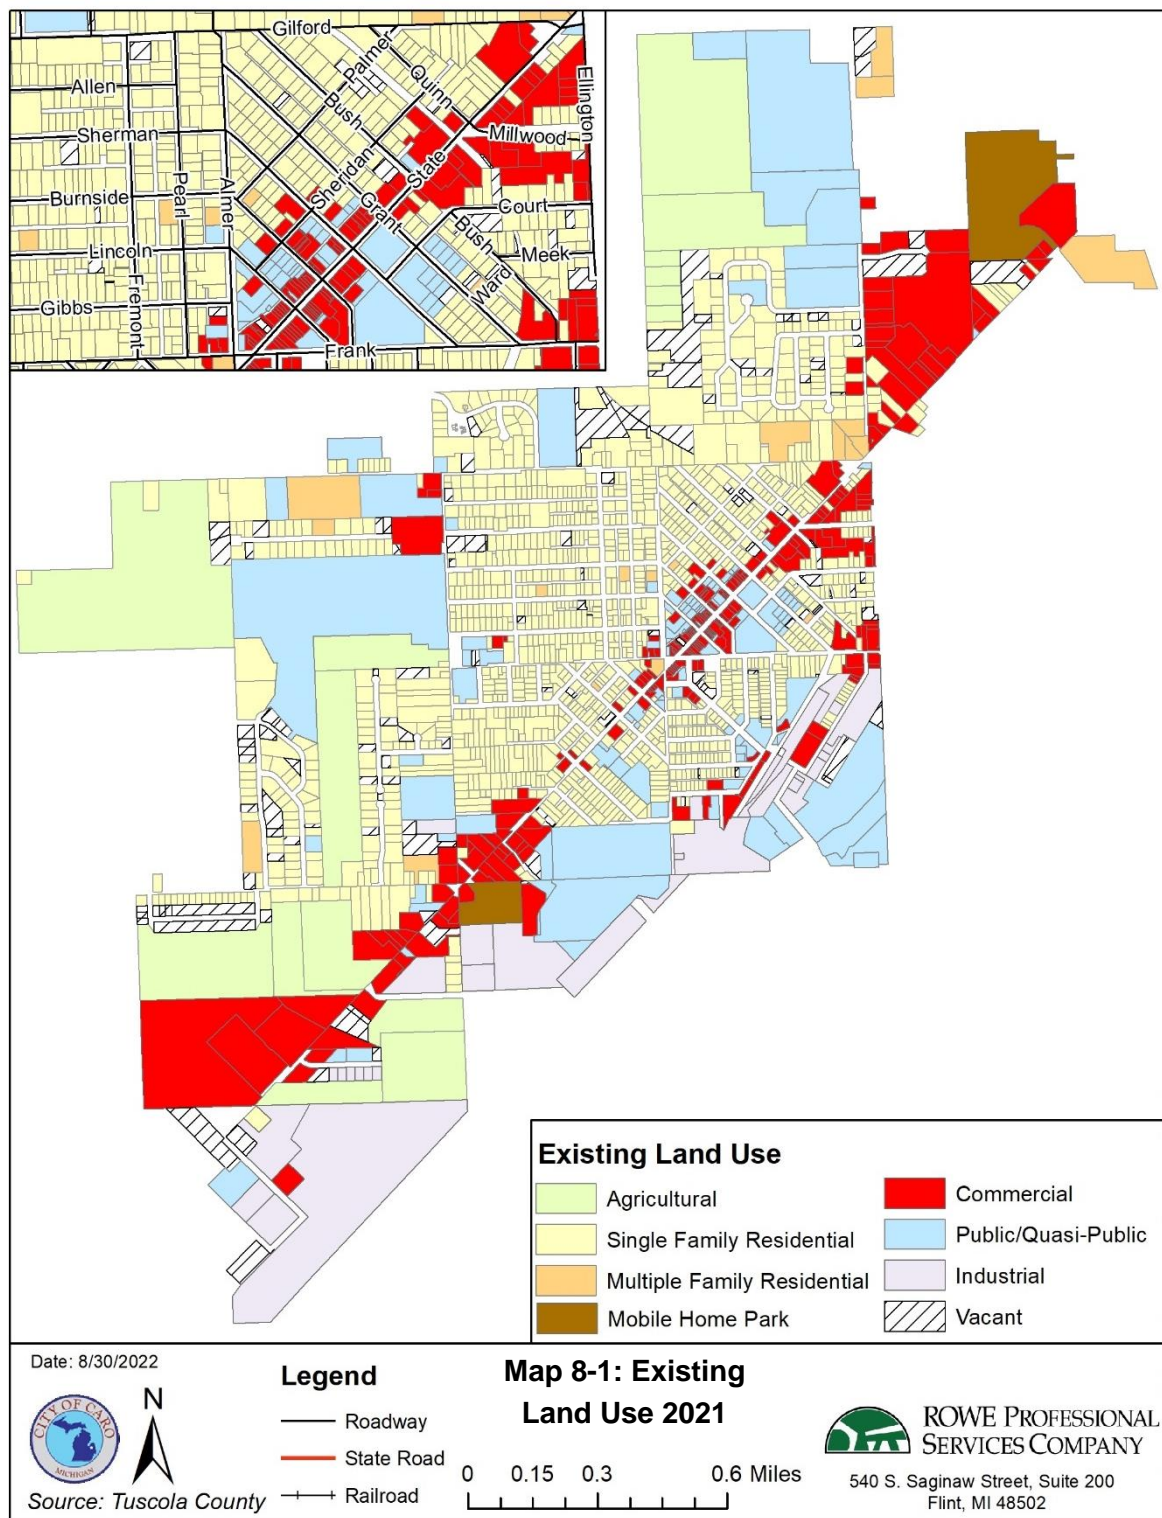 Gilford
Palmer
Quinn
Ellington
Allen
Bush
Sherman
Millwood
Sheridan
State
Burnside
Pearl
Almer
Grant
Court
Bush
Lincoln
Meek
Ward
Gibbs
Fremont
Frank
Existing Land Use
Agricultural
Single Family Residential
Multiple Family Residential
Mobile Home Park
Commercial
Public/Quasi-Public
Industrial
Vacant
Date: 8/30/2022
CITY OF CARO
MICHIGAN
N
Source: Tuscola County
Legend
Roadway
State Road
Railroad
Map 8-1: Existing
Land Use 2021
0 0.15 0.3 0.6 Miles
ROWE PROFESSIONAL
SERVICES COMPANY
540 S. Saginaw Street, Suite 200
Flint, MI 48502